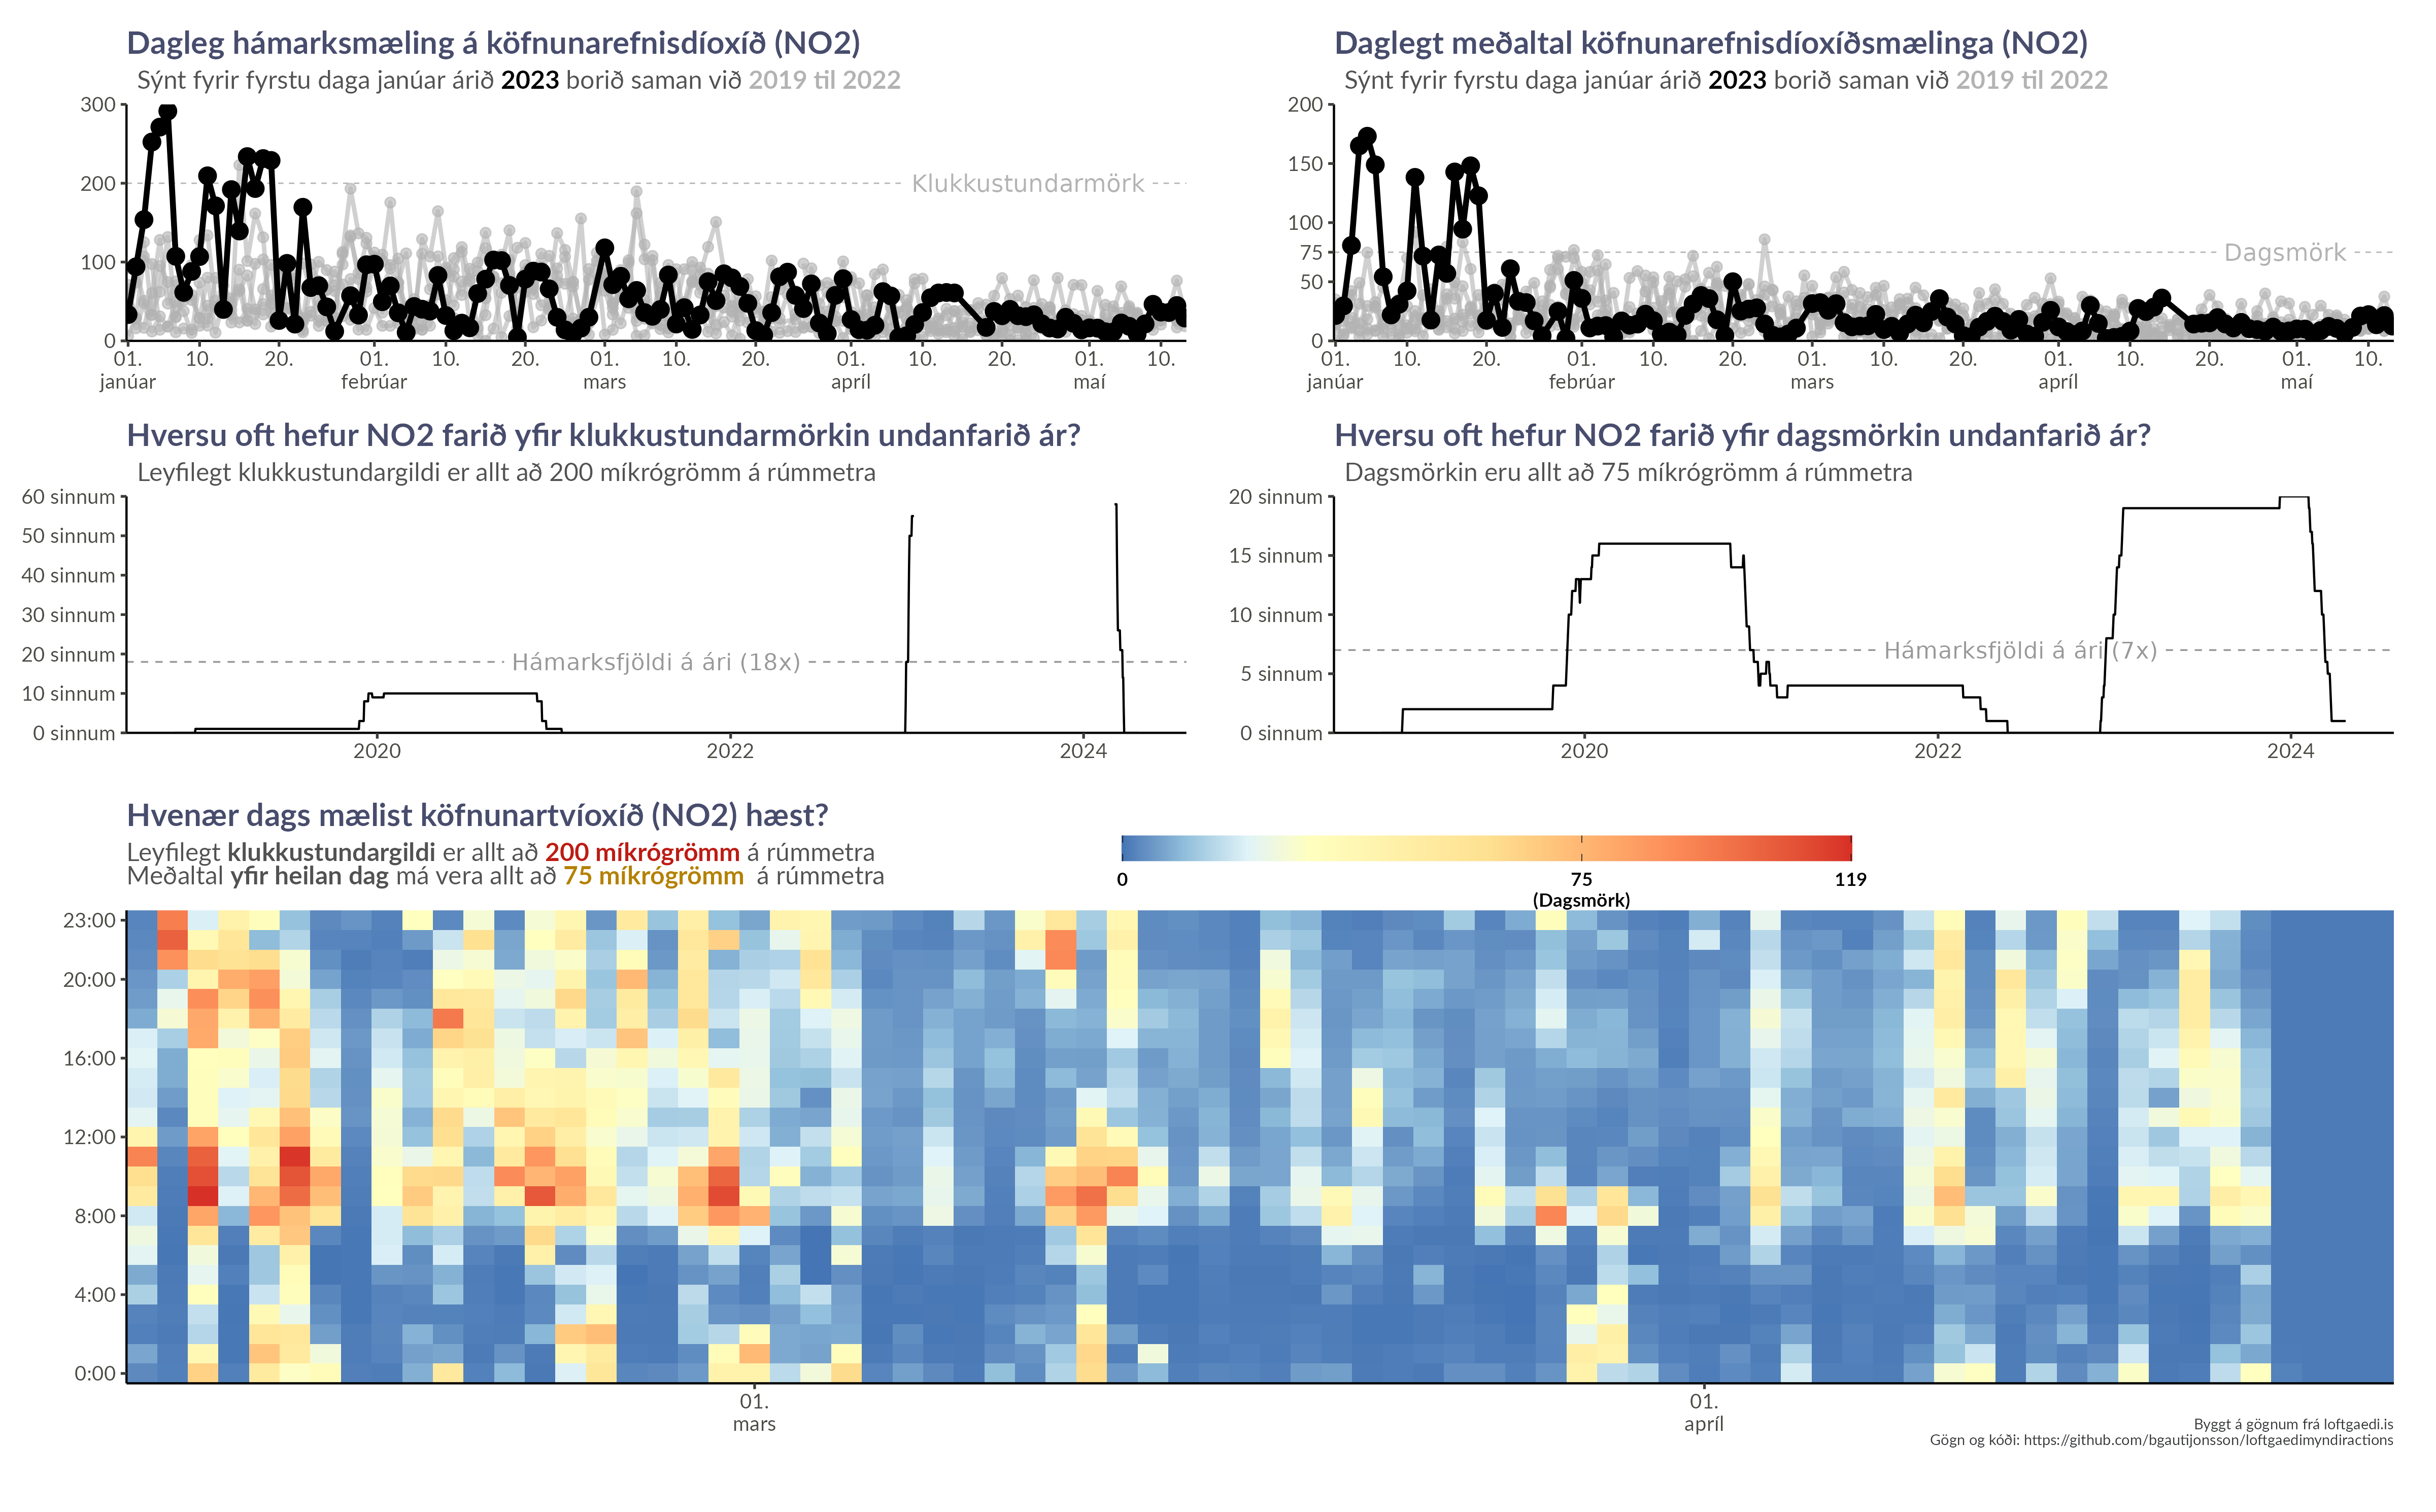 Dagleg hámarksmæling á köfnunarefnisdíoxíð (NO2)
Sýnt fyrir fyrstu daga janúar árið 2023 borið saman við 2019 til 2022
300
200
100
0
Klukkustundarmörk
01. 10. 20. 01. 10. 20. 01. 10. 20. 01. 10. 20. 01. 10.
janúar febrúar mars apríl maí
Daglegt meðaltal köfnunarefnisdíoxíðsmælinga (NO2)
Sýnt fyrir fyrstu daga janúar árið 2023 borið saman við 2019 til 2022
200
150
100
75
50
0
Dagsmörk
01. 10. 20. 01. 10. 20. 01. 10. 20. 01. 10. 20. 01. 10.
janúar febrúar mars apríl maí
Hversu oft hefur NO2 farið yfir klukkustundarmörkin undanfarið ár?
Leyfilegt klukkustundargildi er allt að 200 míkrógrömm á rúmmetra
60 sinnum
50 sinnum
40 sinnum
30 sinnum
20 sinnum
10 sinnum
0 sinnum
Hámarksfjöldi á ári (18x)
2020 2022 2024
Hversu oft hefur NO2 farið yfir dagsmörkin undanfarið ár?
Dagsmörkin eru allt að 75 míkrógrömm á rúmmetra
20 sinnum
15 sinnum
10 sinnum
5 sinnum
0 sinnum
Hámarksfjöldi á ári (7x)
2020 2022 2024
Hvenær dags mælist köfnunartvíoxíð (NO2) hæst?
Leyfilegt klukkustundargildi er allt að 200 míkrógrömm á rúmmetra
Meðaltal yfir heilan dag má vera allt að 75 míkrógrömm á rúmmetra
0 75 119
(Dagsmörk)
23:00
20:00
16:00
12:00
8:00
4:00
0:00
01. 01.
mars apríl
Byggt á gögnum frá loftgaedi.is
Gögn og kóði: https://github.com/bgautijonsson/loftgaedimyndiractions